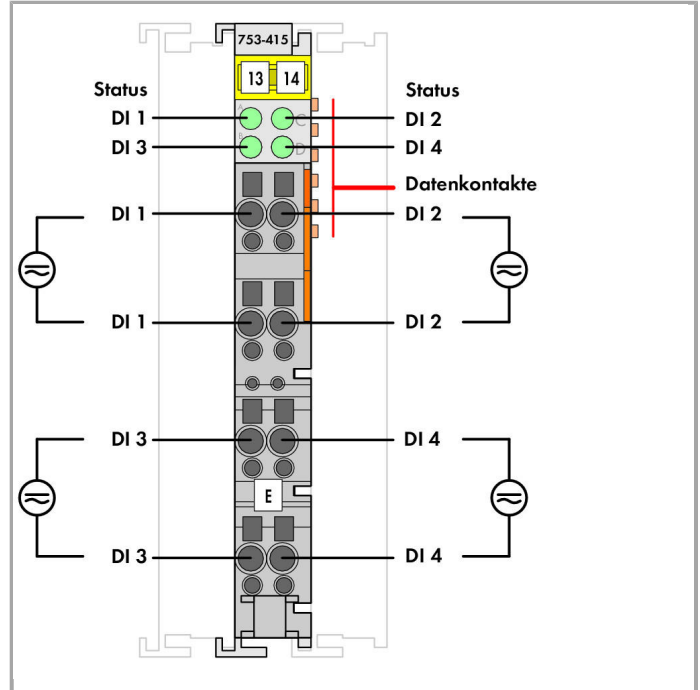 753-415
13 14
Status Status
A C
DI 1 DI 2
B D
DI 3 DI 4
Datenkontakte
DI 1 DI 2
DI 1 DI 2
DI 3 DI 4
E
DI 3 DI 4